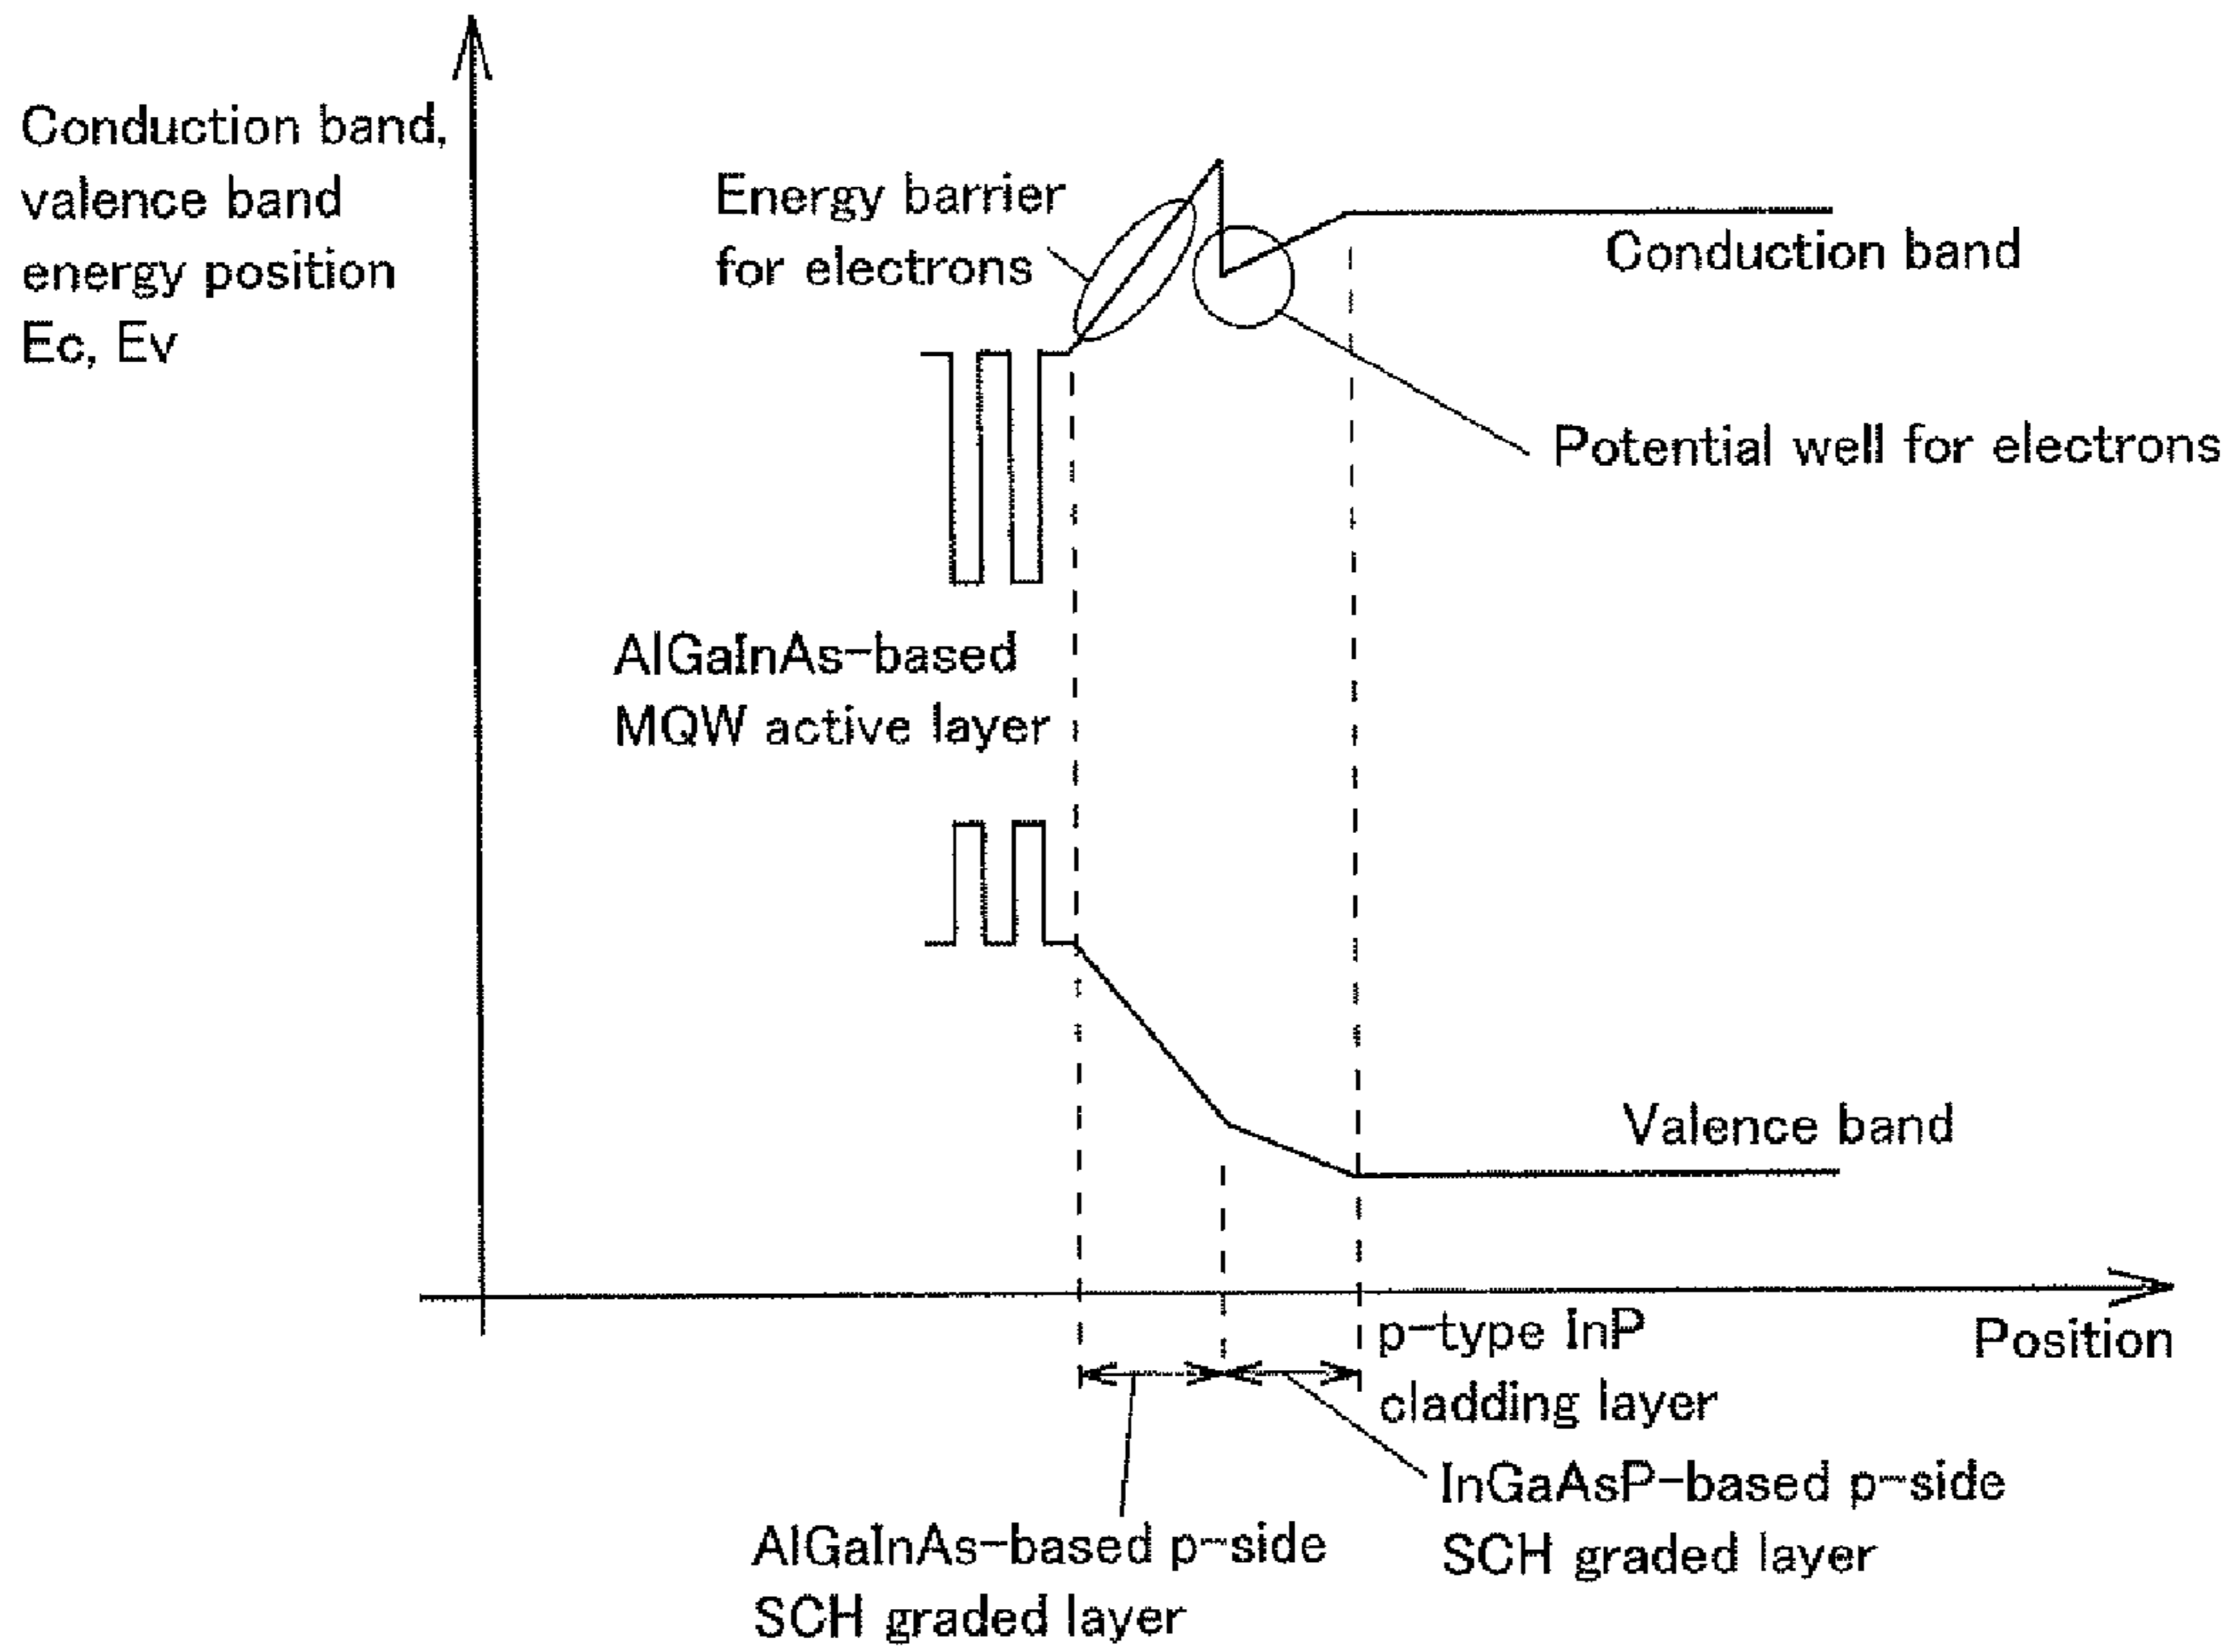 Conduction band,
valence band
energy position
Ec, Ev
Energy barrier
for electrons
Conduction band
Potential well for electrons
AlGaInAs-based
MQW active layer
Valence band
p-type InP
cladding layer
Position
InGaAsP-based p-side
SCH graded layer
AlGaInAs-based p-side
SCH graded layer